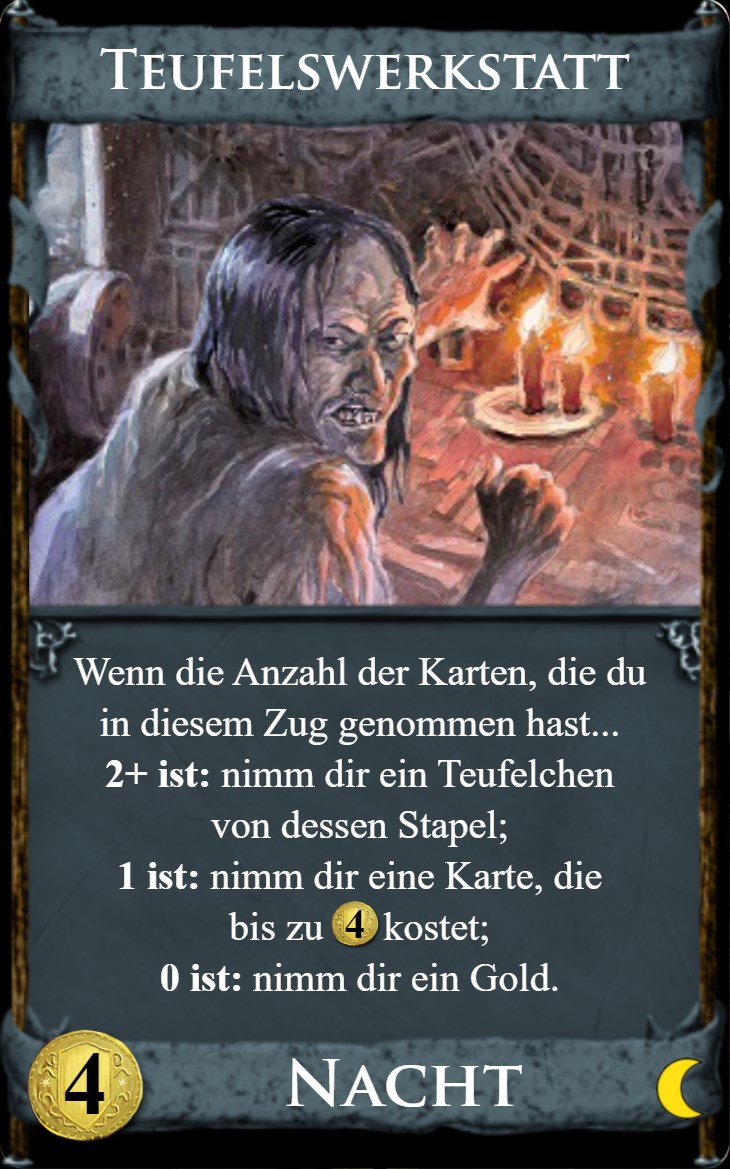 TEUFELSWERKSTATT
Wenn die Anzahl der Karten, die du
in diesem Zug genommen hast...
2+ ist: nimm dir ein Teufelchen
von dessen Stapel;
1 ist: nimm dir eine Karte, die
bis zu 4 kostet;
0 ist: nimm dir ein Gold.
4
NACHT